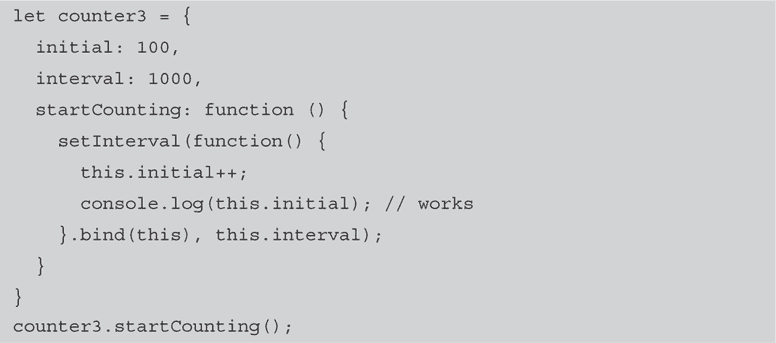 let counter3 = {
  initial: 100,
  interval: 1000,
  startCounting: function () {
    setInterval(function() {
      this.initial++;
      console.log(this.initial); // works
    }.bind(this), this.interval);
  }
}
counter3.startCounting();